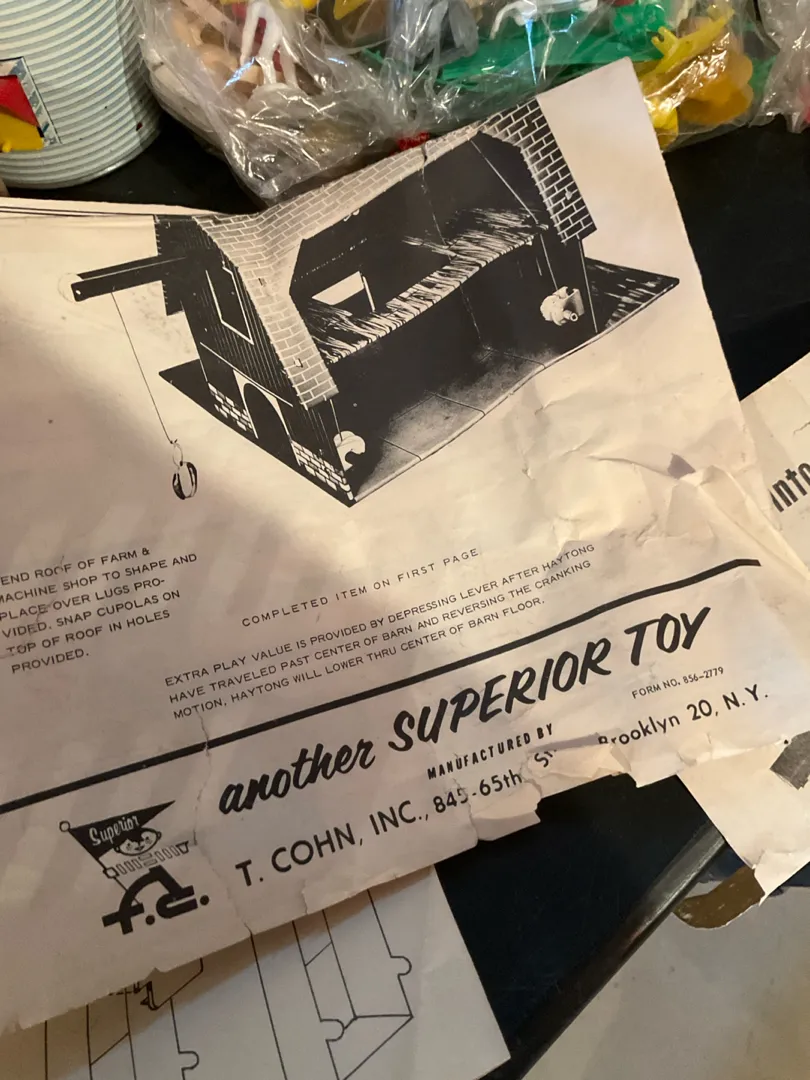 END ROOF OF FARM &
MACHINE SHOP TO SHAPE AND
PLACE OVER LUGS PRO-
VIDED. SNAP CUPOLAS ON
TOP OF ROOF IN HOLES
PROVIDED.
COMPLETED ITEM ON FIRST PAGE
EXTRA PLAY VALUE IS PROVIDED BY DEPRESSING LEVER AFTER HAYTONG
HAVE TRAVELED PAST CENTER OF BARN AND REVERSING THE CRANKING
MOTION, HAYTONG WILL LOWER THRU CENTER OF BARN FLOOR.
another SUPERIOR TOY
FORM NO. 856-2779
MANUFACTURED BY
T. COHN, INC., 845-65th St Brooklyn 20, N.Y.
Superior
T.C.